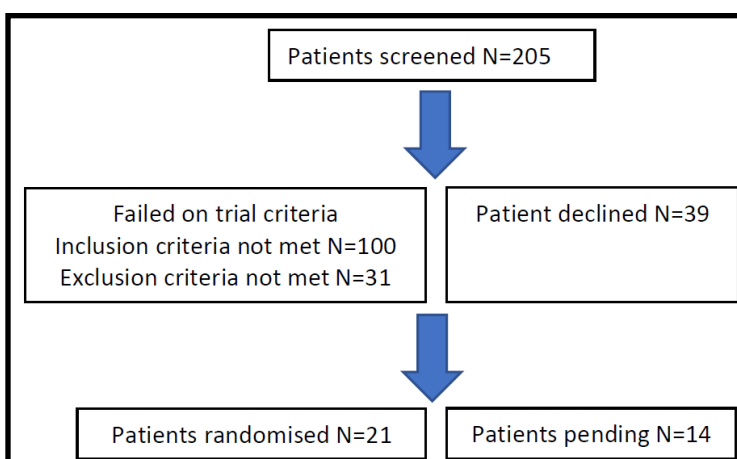 Patients screened N=205
Failed on trial criteria
Inclusion criteria not met N=100
Exclusion criteria not met N=31
Patient declined N=39
Patients randomised N=21
Patients pending N=14